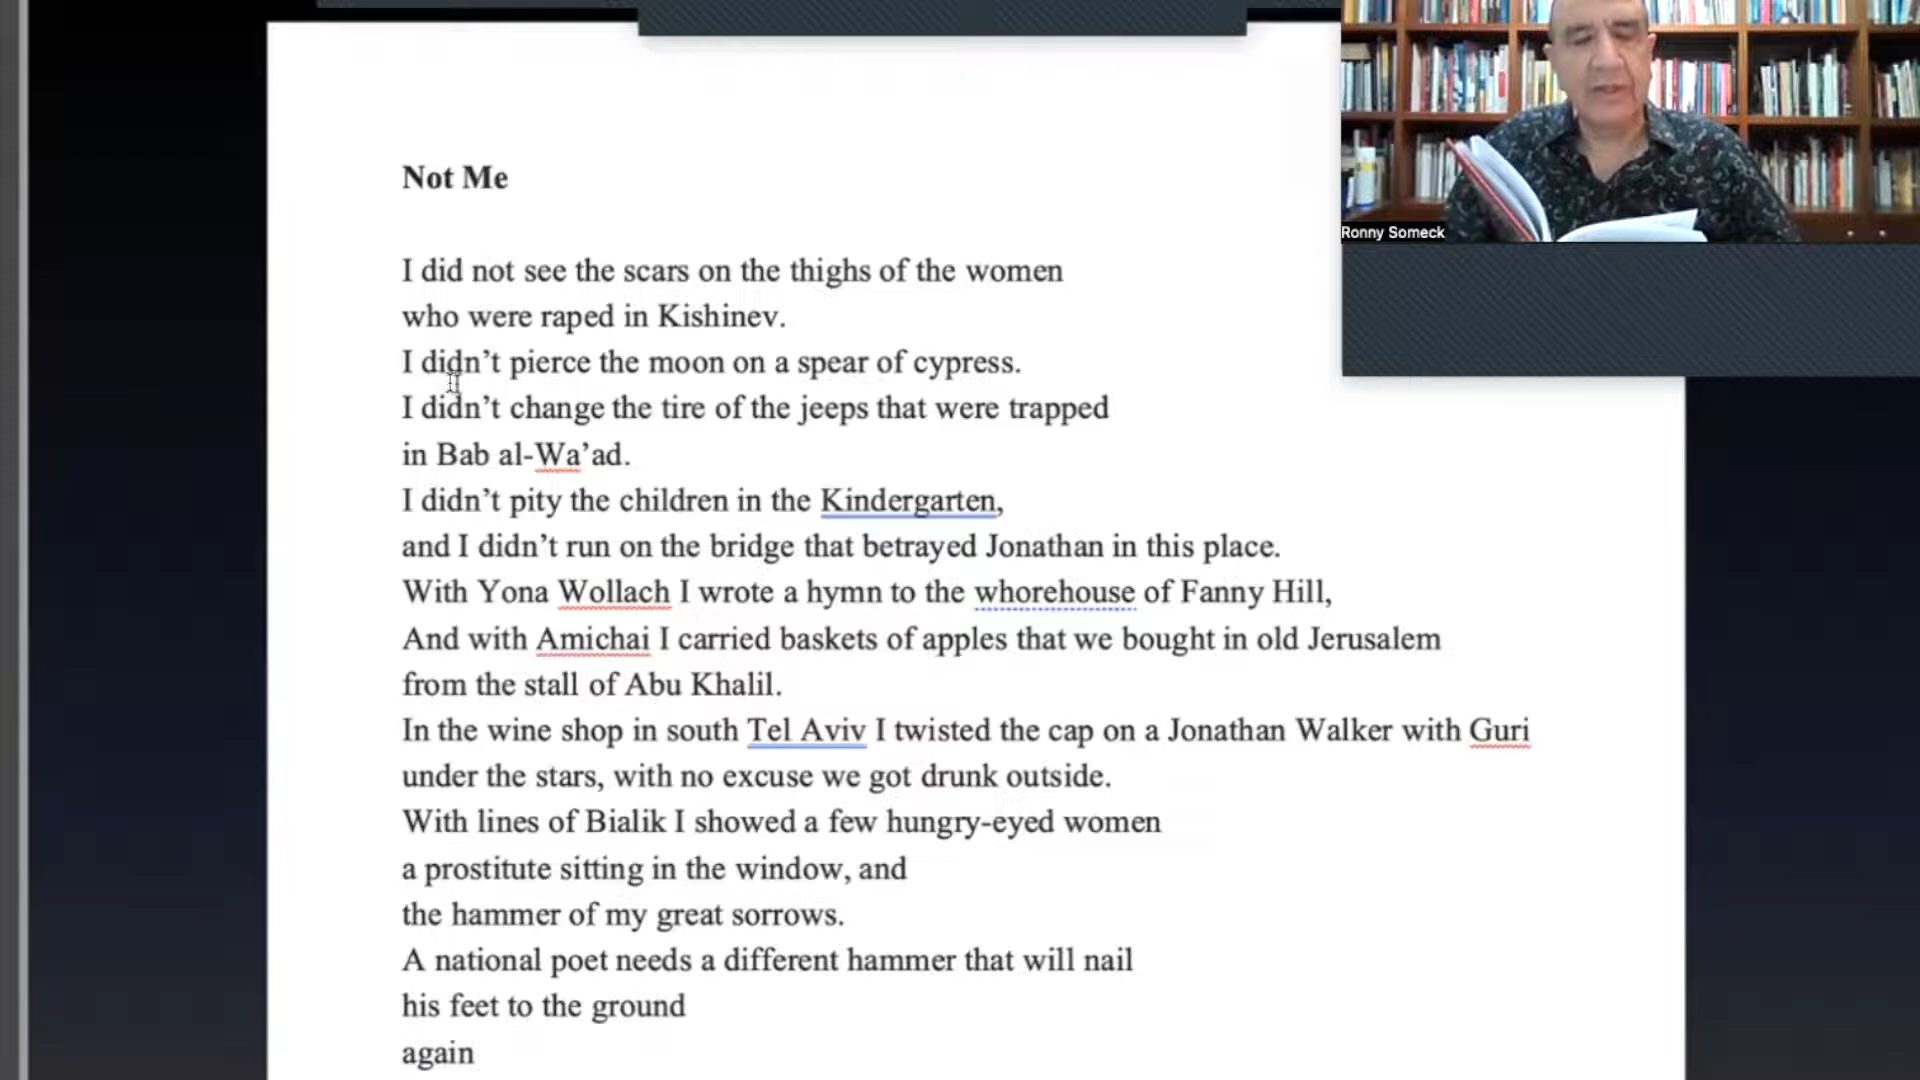 Not Me
I did not see the scars on the thighs of the women
who were raped in Kishinev.
I didn’t pierce the moon on a spear of cypress.
I didn’t change the tire of the jeeps that were trapped
in Bab al-Wa’ad.
I didn’t pity the children in the Kindergarten,
and I didn’t run on the bridge that betrayed Jonathan in this place.
With Yona Wollach I wrote a hymn to the whorehouse of Fanny Hill,
And with Amichai I carried baskets of apples that we bought in old Jerusalem
from the stall of Abu Khalil.
In the wine shop in south Tel Aviv I twisted the cap on a Jonathan Walker with Guri
under the stars, with no excuse we got drunk outside.
With lines of Bialik I showed a few hungry-eyed women
a prostitute sitting in the window, and
the hammer of my great sorrows.
A national poet needs a different hammer that will nail
his feet to the ground
again
Ronny Someck